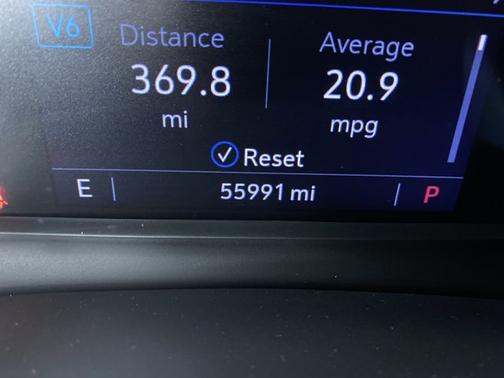 V6
Distance Average
369.8 20.9
mi mpg
Reset
E 55991 mi P